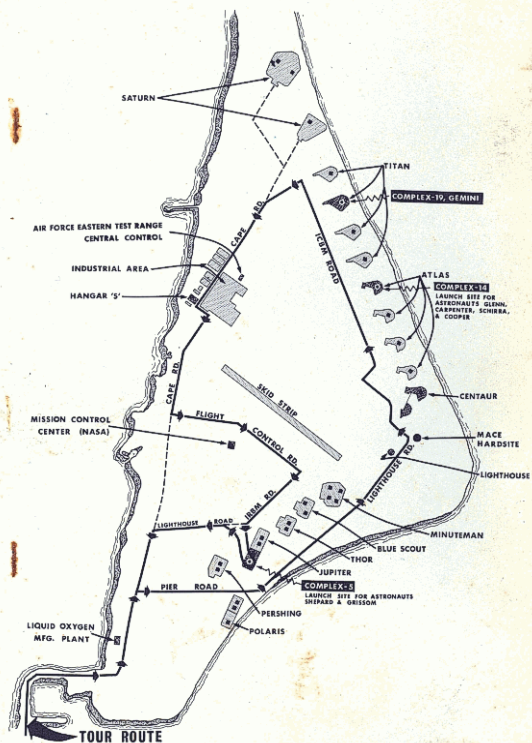 SATURN
TITAN
COMPLEX-19, GEMINI
AIR FORCE EASTERN TEST RANGE
CENTRAL CONTROL
CAPE RD.
ICBM ROAD
INDUSTRIAL AREA
HANGAR 'S'
ATLAS
COMPLEX-14
LAUNCH SITE FOR
ASTRONAUTS GLENN,
CARPENTER, SCHIRRA,
& COOPER
CAPE RD.
SKID STRIP
CENTAUR
MISSION CONTROL
CENTER (NASA)
FLIGHT
CONTROL RD.
MACE
HARDSITE
LIGHTHOUSE
LIGHTHOUSE RD.
IRBM RD.
LIGHTHOUSE ROAD
MINUTEMAN
BLUE SCOUT
THOR
JUPITER
COMPLEX-5
LAUNCH SITE FOR ASTRONAUTS
SHEPARD & GRISSOM
PIER ROAD
PERSHING
POLARIS
LIQUID OXYGEN
MFG. PLANT
TOUR ROUTE